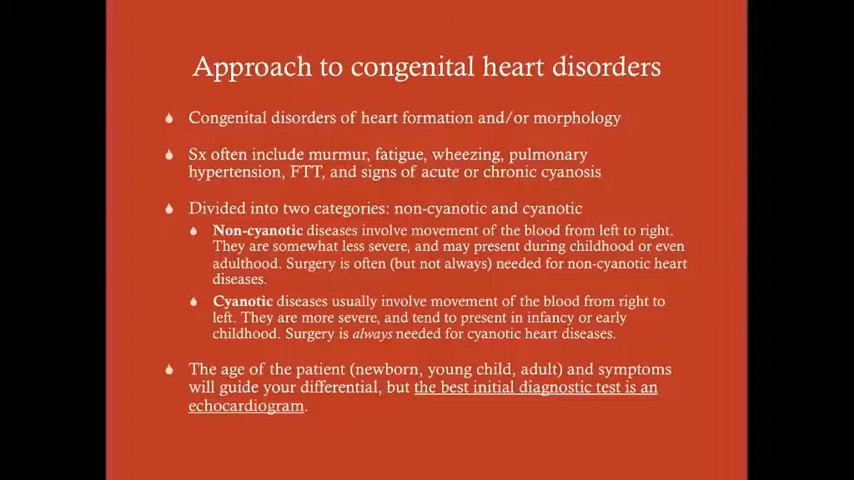 Approach to congenital heart disorders
Congenital disorders of heart formation and/or morphology
Sx often include murmur, fatigue, wheezing, pulmonary
hypertension, FTT, and signs of acute or chronic cyanosis
Divided into two categories: non-cyanotic and cyanotic
Non-cyanotic diseases involve movement of the blood from left to right.
They are somewhat less severe, and may present during childhood or even
adulthood. Surgery is often (but not always) needed for non-cyanotic heart
diseases.
Cyanotic diseases usually involve movement of the blood from right to
left. They are more severe, and tend to present in infancy or early
childhood. Surgery is always needed for cyanotic heart diseases.
The age of the patient (newborn, young child, adult) and symptoms
will guide your differential, but the best initial diagnostic test is an
echocardiogram.